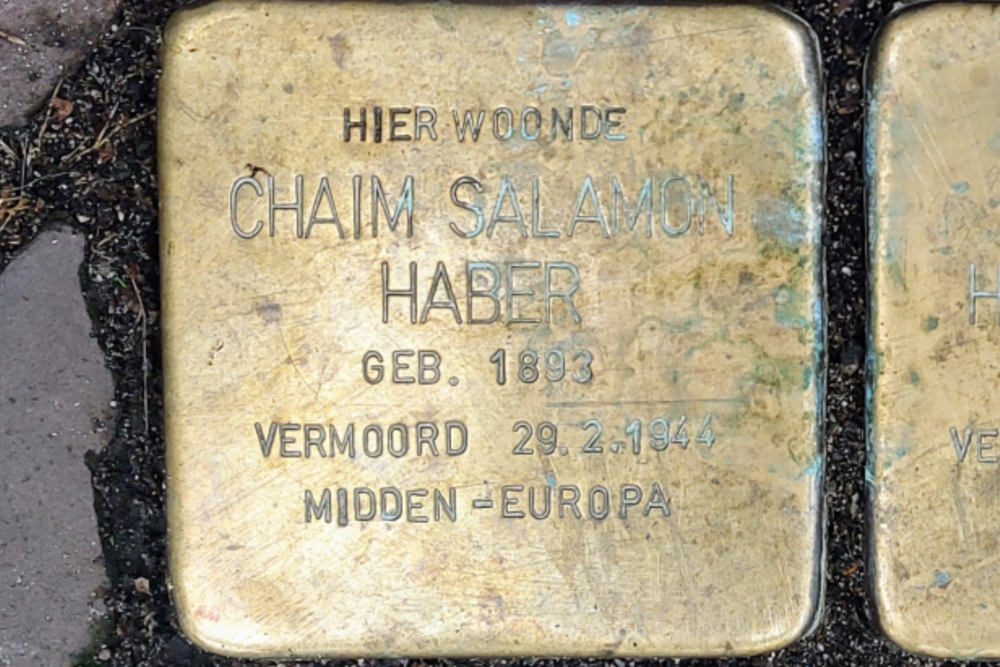 HIER WOONDE
CHAIM SALAMON
HABER
GEB. 1893
VERMOORD 29.2.1944
MIDDEN-EUROPA